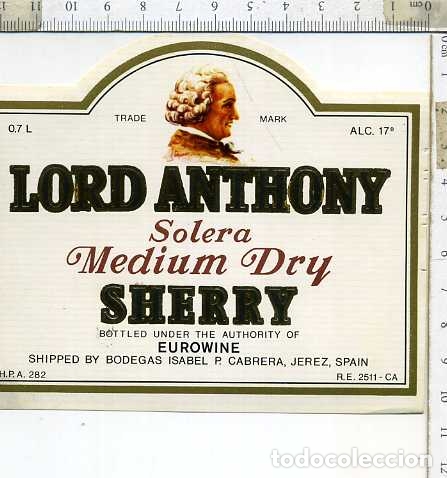 0,7 L
TRADE MARK
ALC. 17º
LORD ANTHONY
Solera
Medium Dry
SHERRY
BOTTLED UNDER THE AUTHORITY OF
EUROWINE
SHIPPED BY BODEGAS ISABEL P. CABRERA, JEREZ, SPAIN
H.P.A. 282
R.E. 2511 - CA
todocoleccion